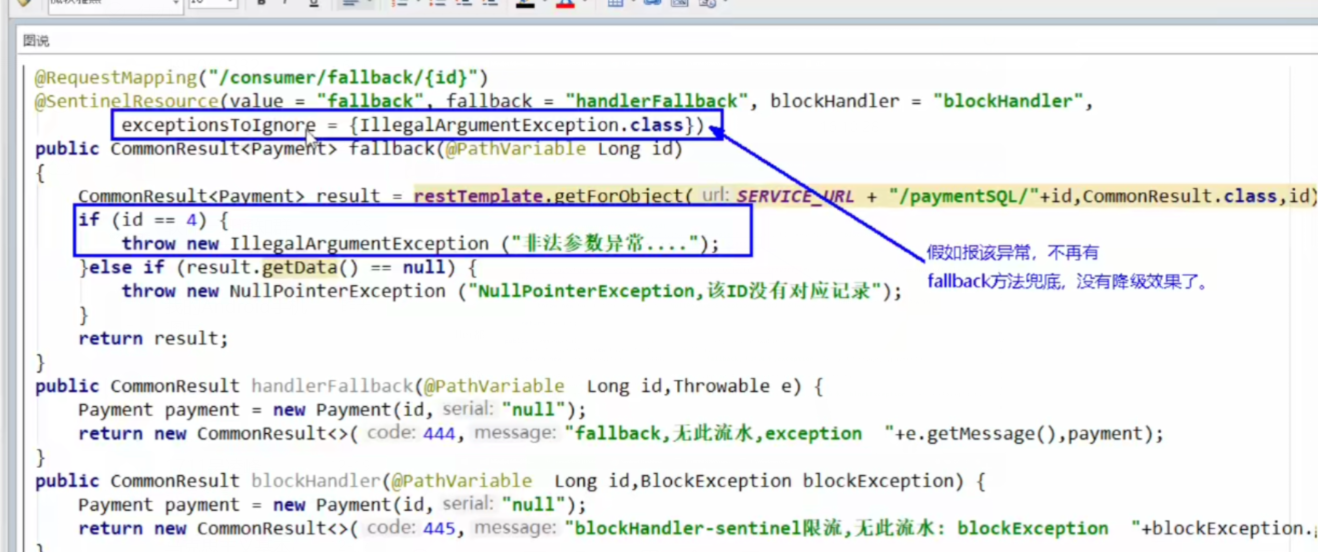 图说
@RequestMapping("/consumer/fallback/{id}")
@SentinelResource(value = "fallback", fallback = "handlerFallback", blockHandler = "blockHandler",
exceptionsToIgnore = {IllegalArgumentException.class})
public CommonResult<Payment> fallback(@PathVariable Long id)
{
CommonResult<Payment> result = restTemplate.getForObject( url: SERVICE_URL + "/paymentSQL/"+id,CommonResult.class,id)
if (id == 4) {
throw new IllegalArgumentException ("非法参数异常....");
}else if (result.getData() == null) {
throw new NullPointerException ("NullPointerException,该ID没有对应记录");
}
return result;
}
假如报该异常，不再有
fallback方法兜底，没有降级效果了。
public CommonResult handlerFallback(@PathVariable  Long id,Throwable e) {
Payment payment = new Payment(id, serial: "null");
return new CommonResult<>( code: 444, message: "fallback,无此流水,exception  "+e.getMessage(),payment);
}
public CommonResult blockHandler(@PathVariable  Long id,BlockException blockException) {
Payment payment = new Payment(id, serial: "null");
return new CommonResult<>( code: 445, message: "blockHandler-sentinel限流,无此流水: blockException  "+blockException.